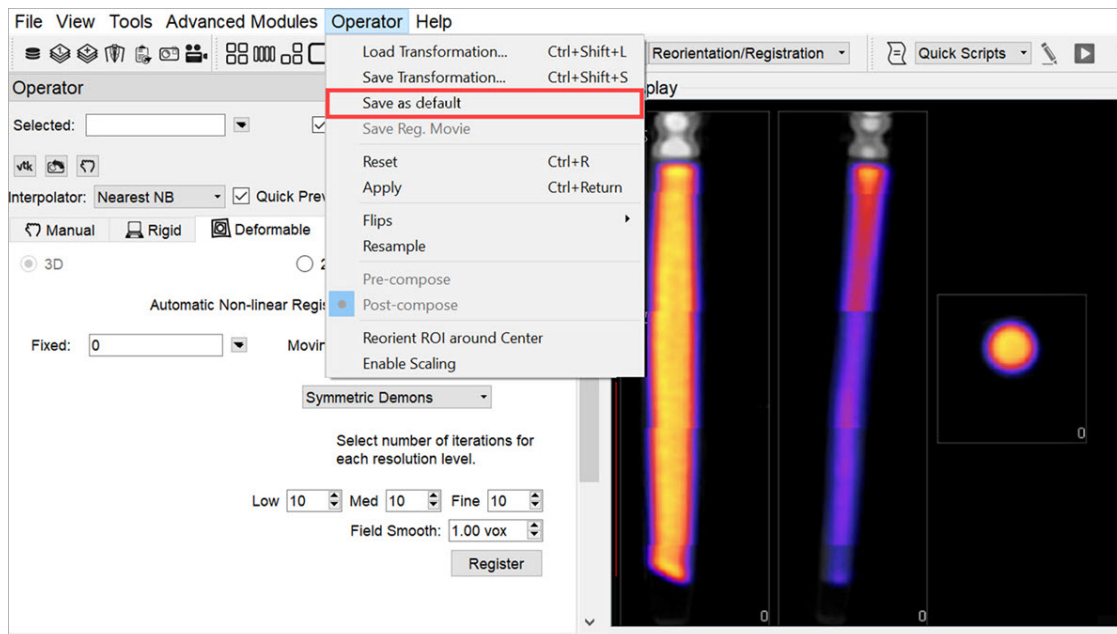 File View Tools Advanced Modules Operator Help
Reorientation/Registration
Quick Scripts
Operator
Selected:
vtk
Interpolator: Nearest NB Quick Prev
Manual Rigid Deformable
3D
Automatic Non-linear Regis
Fixed: 0 Movin
Symmetric Demons
Select number of iterations for
each resolution level.
Low 10 Med 10 Fine 10
Field Smooth: 1.00 vox
Register
Load Transformation... Ctrl+Shift+L
Save Transformation... Ctrl+Shift+S
Save as default
Save Reg. Movie
Reset Ctrl+R
Apply Ctrl+Return
Flips
Resample
Pre-compose
Post-compose
Reorient ROI around Center
Enable Scaling
play
0
0
0